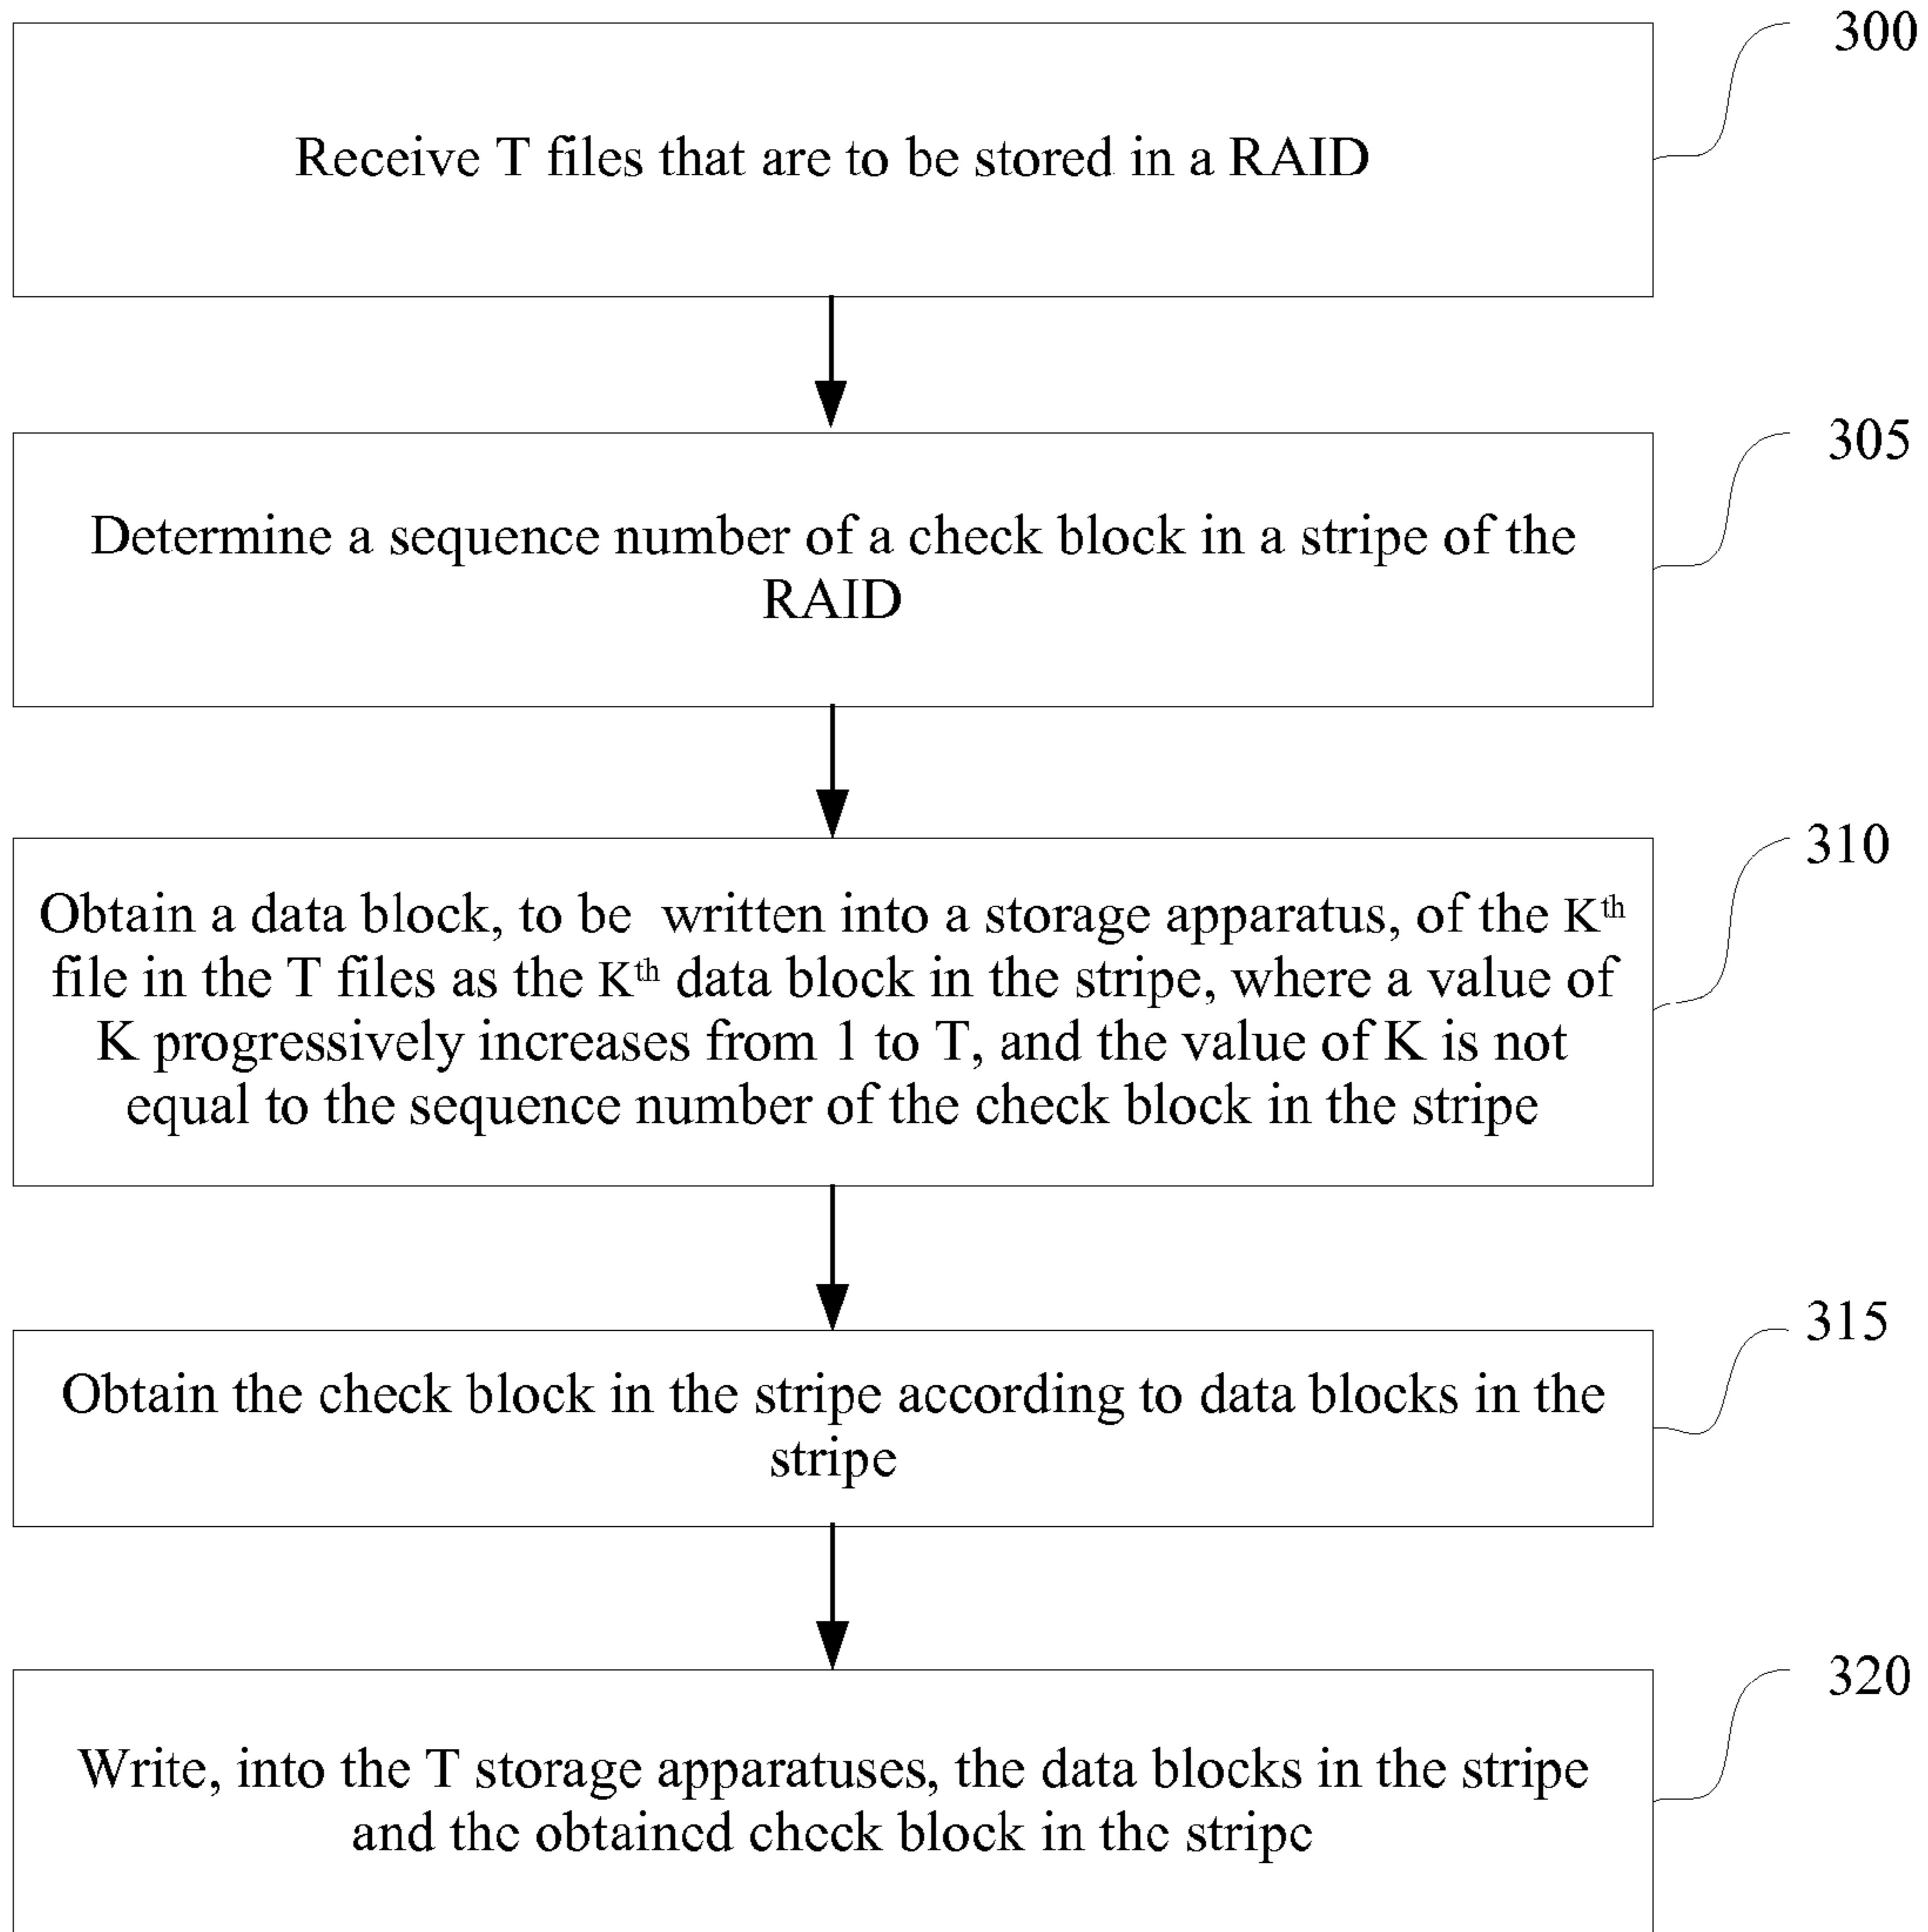 300
Receive T files that are to be stored in a RAID
305
Determine a sequence number of a check block in a stripe of the
RAID
310
Obtain a data block, to be written into a storage apparatus, of the Kth
file in the T files as the Kth data block in the stripe, where a value of
K progressively increases from 1 to T, and the value of K is not
equal to the sequence number of the check block in the stripe
315
Obtain the check block in the stripe according to data blocks in the
stripe
320
Write, into the T storage apparatuses, the data blocks in the stripe
and the obtained check block in the stripe